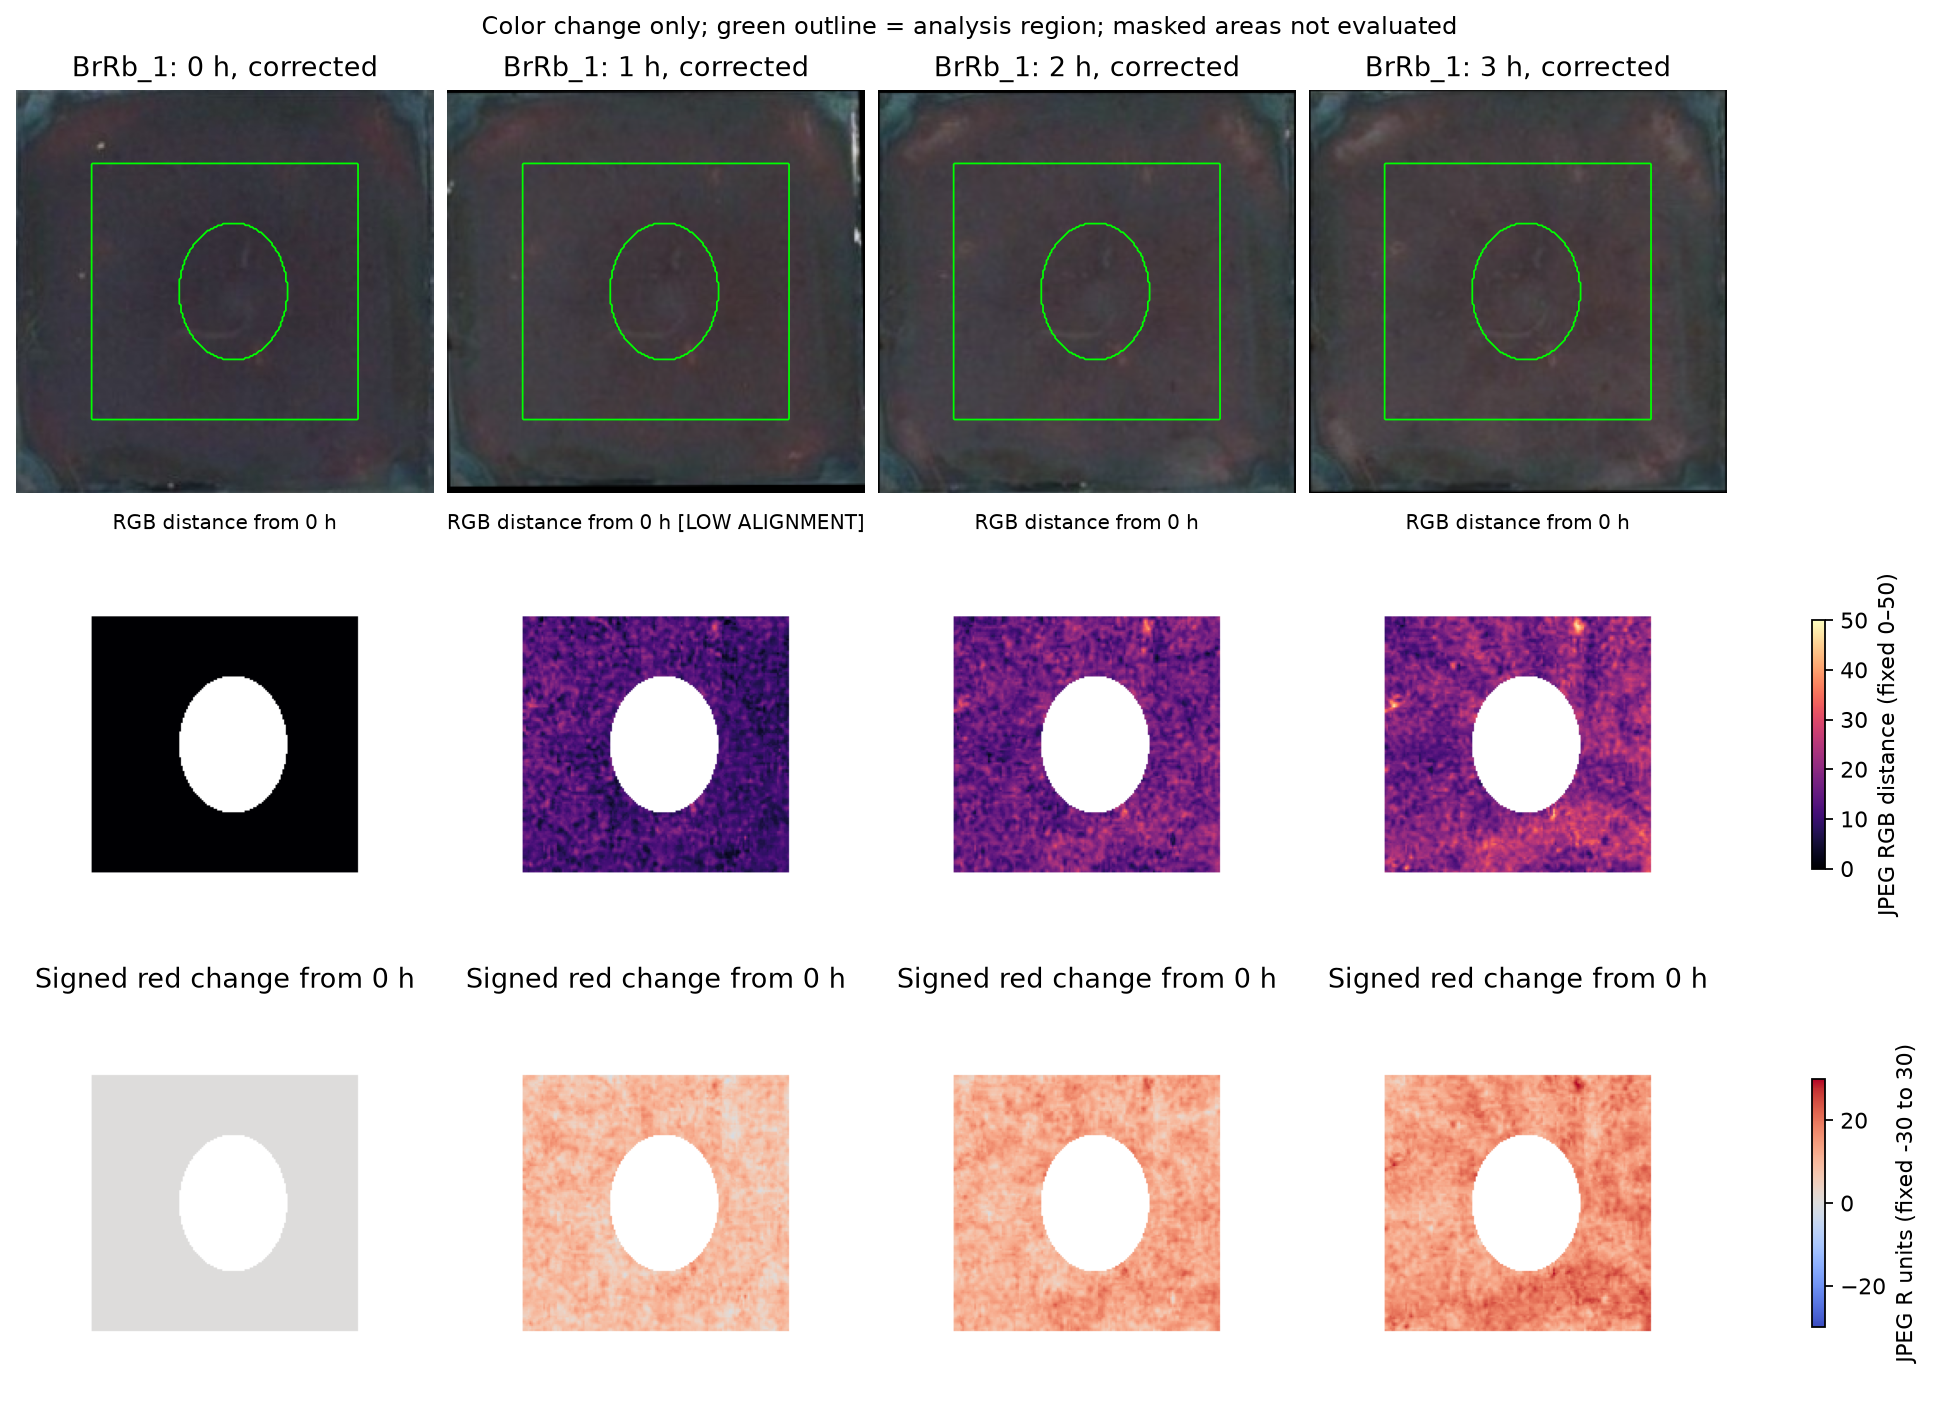 Color change only; green outline = analysis region; masked areas not evaluated
BrRb_1: 0 h, corrected
BrRb_1: 1 h, corrected
BrRb_1: 2 h, corrected
BrRb_1: 3 h, corrected
RGB distance from 0 h
RGB distance from 0 h [LOW ALIGNMENT]
RGB distance from 0 h
RGB distance from 0 h
50
40
30
20
10
0
JPEG RGB distance (fixed 0–50)
Signed red change from 0 h
Signed red change from 0 h
Signed red change from 0 h
Signed red change from 0 h
20
0
−20
JPEG R units (fixed -30 to 30)